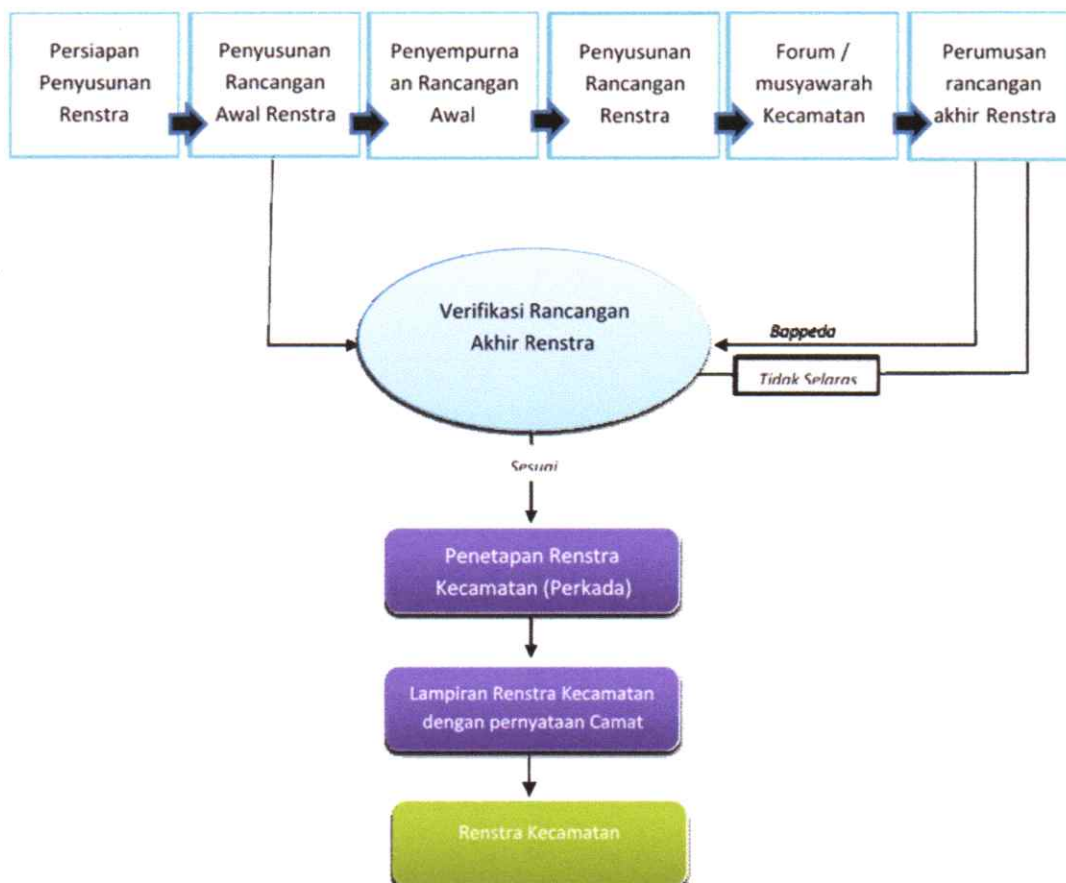 Persiapan
Penyusunan
Renstra
Penyusunan
Rancangan
Awal Renstra
Penyempurna
an Rancangan
Awal
Penyusunan
Rancangan
Renstra
Forum /
musyawarah
Kecamatan
Perumusan
rancangan
akhir Renstra
Verifikasi Rancangan
Akhir Renstra
Bappeda
Tidak Selaras
Sesuai
Penetapan Renstra
Kecamatan (Perkada)
Lampiran Renstra Kecamatan
dengan pernyataan Camat
Renstra Kecamatan